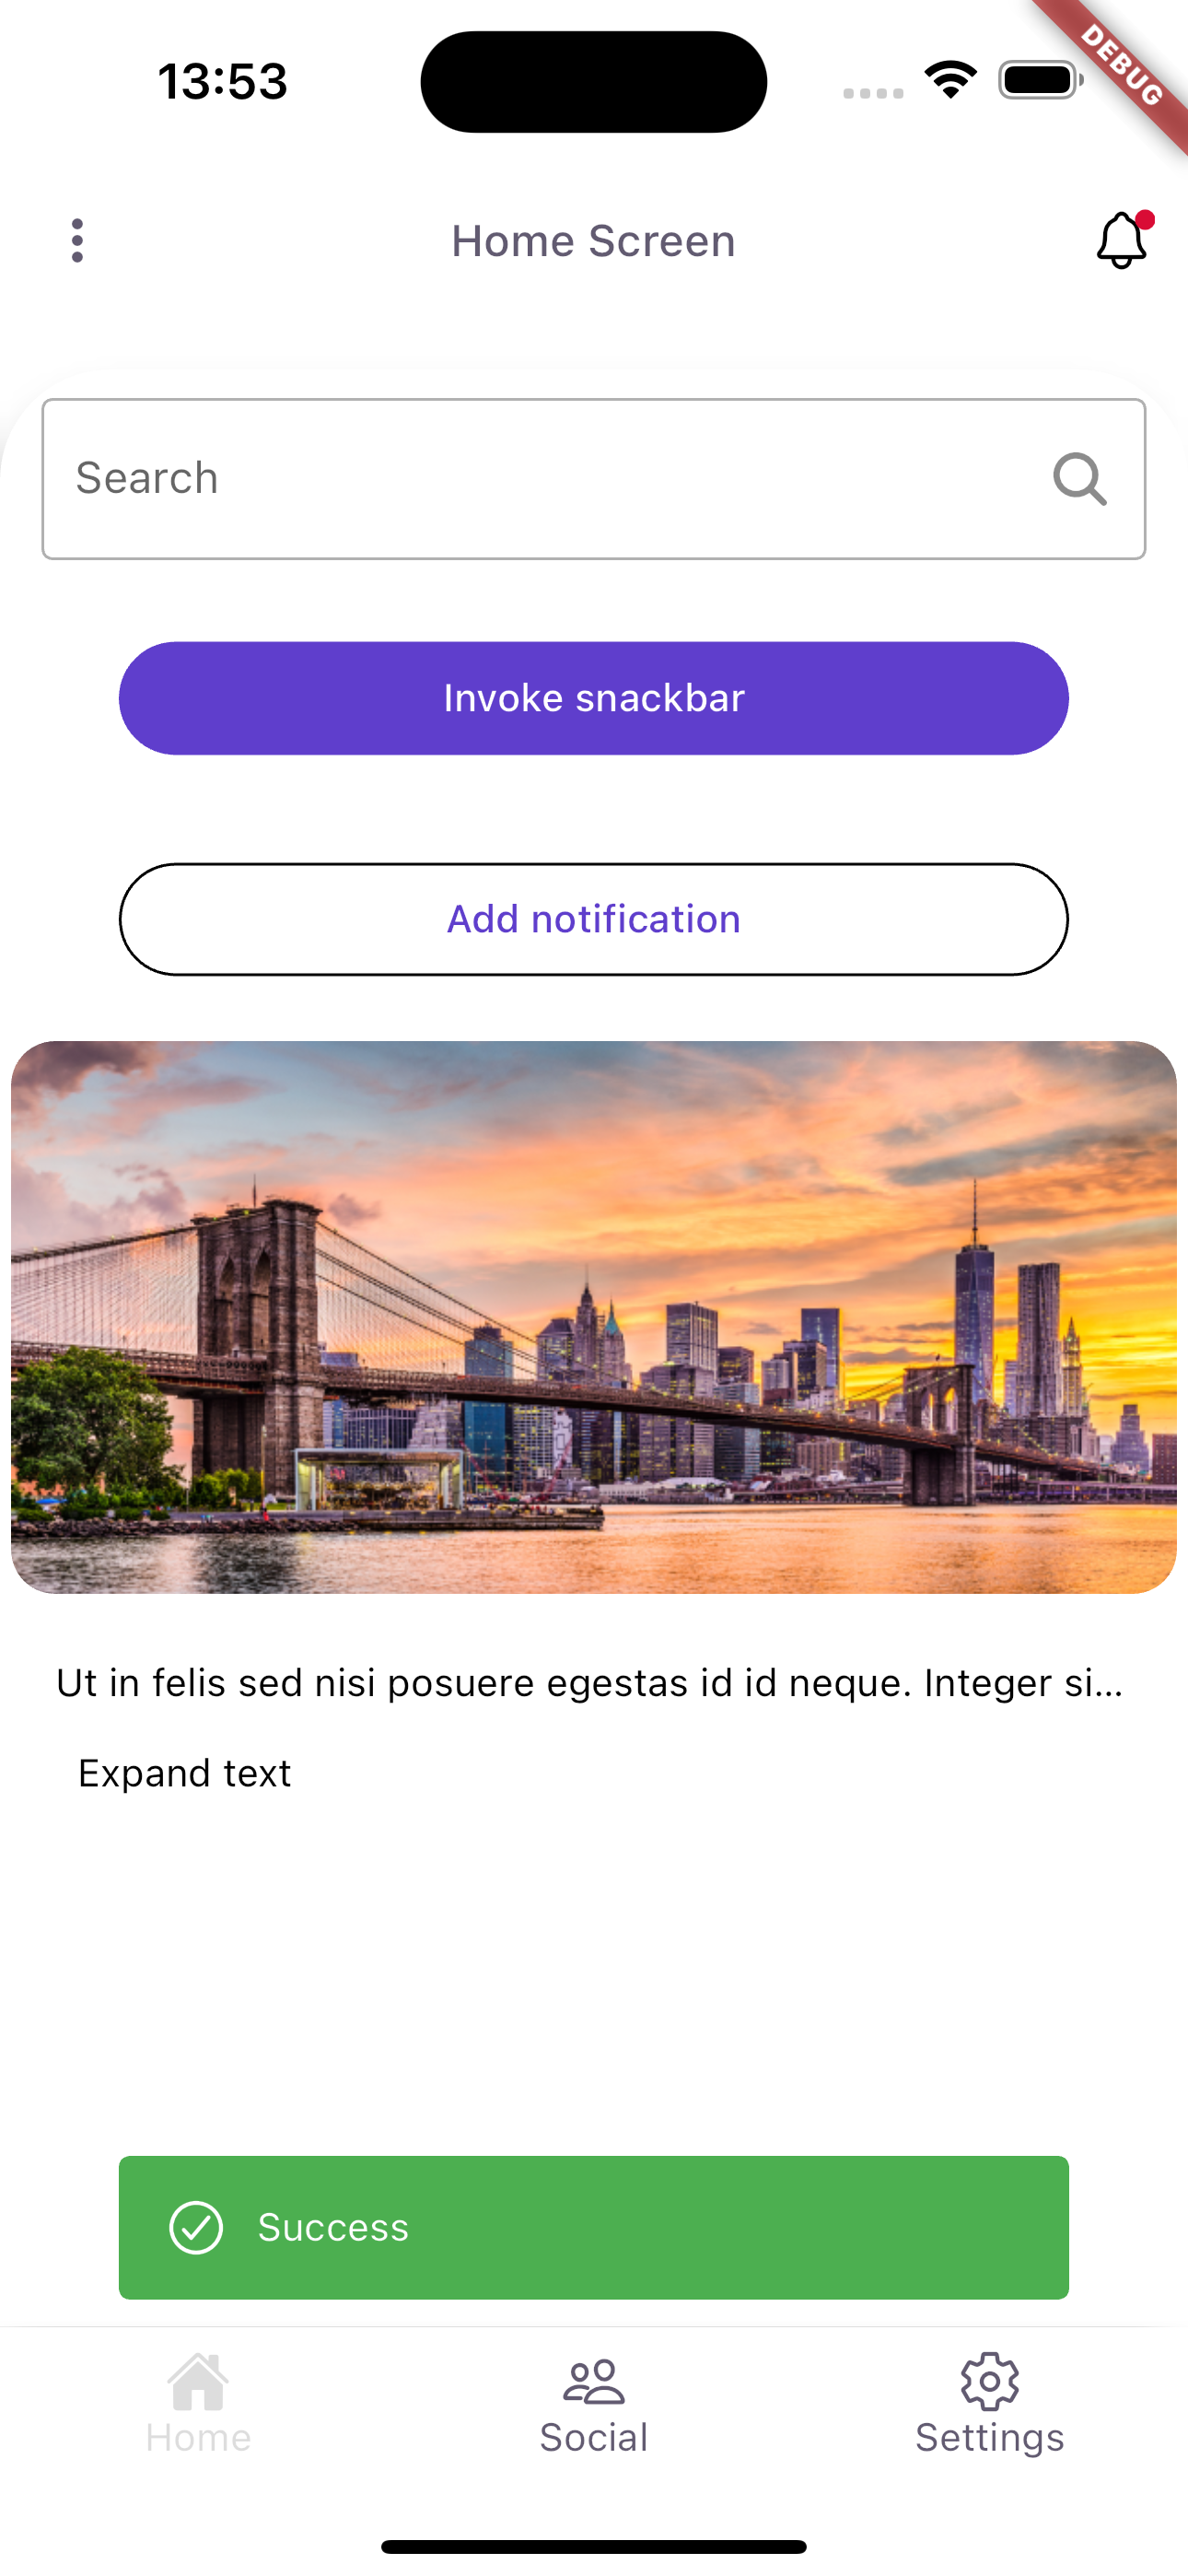 13:53
DEBUG
Home Screen
Search
Invoke snackbar
Add notification
Ut in felis sed nisi posuere egestas id id neque. Integer si...
Expand text
Success
Home
Social
Settings